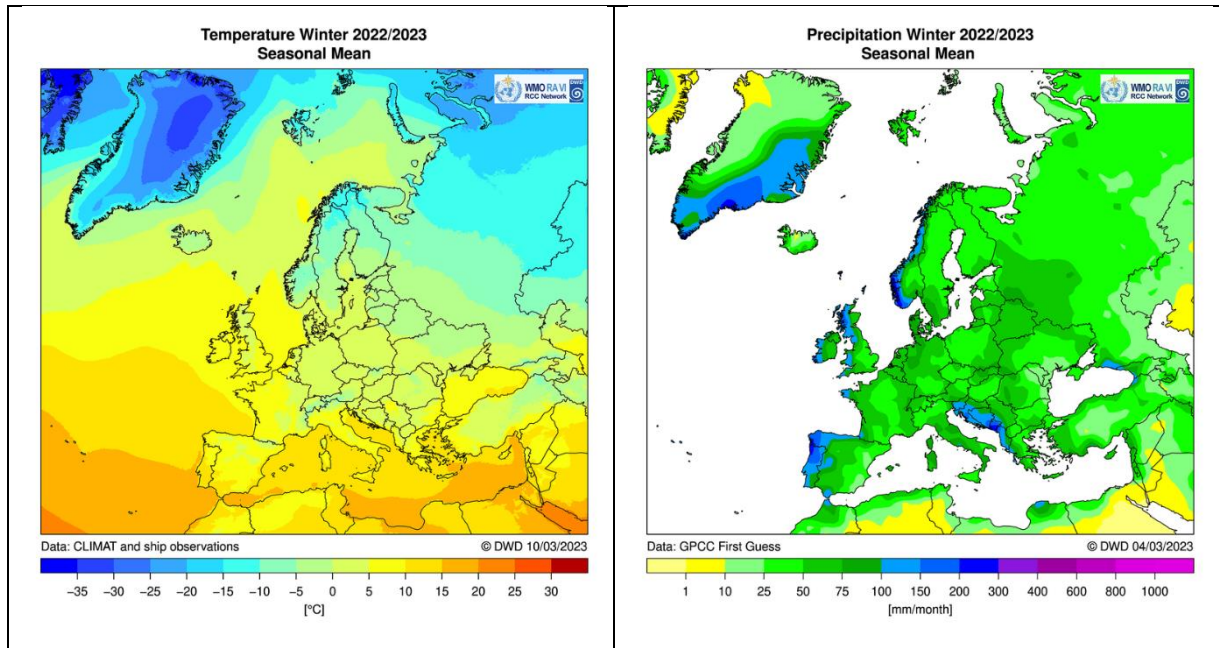 Temperature Winter 2022/2023
Seasonal Mean
WMO RA VI
RCC Network
DWD
Data: CLIMAT and ship observations
© DWD 10/03/2023
−35 −30 −25 −20 −15 −10 −5 0 5 10 15 20 25 30
[°C]
Precipitation Winter 2022/2023
Seasonal Mean
WMO RA VI
RCC Network
DWD
Data: GPCC First Guess
© DWD 04/03/2023
1 10 25 50 75 100 150 200 300 400 600 800 1000
[mm/month]